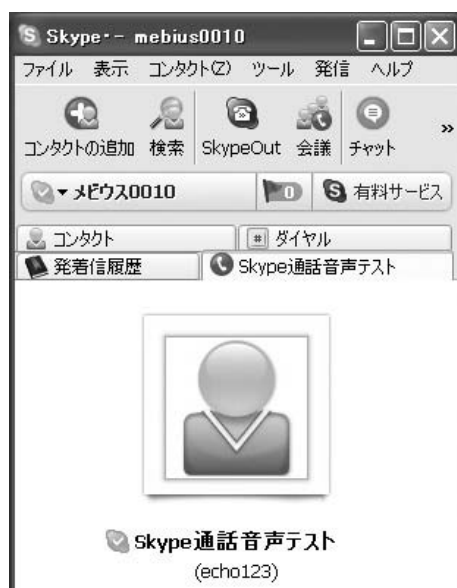 Skype・- mebius0010
ファイル 表示 コンタクト(Z) ツール 発信 ヘルプ
コンタクトの追加 検索 SkypeOut 会議 チャット »
メビウス0010 0 有料サービス
コンタクト # ダイヤル
発着信履歴 Skype通話音声テスト
Skype通話音声テスト
(echo123)